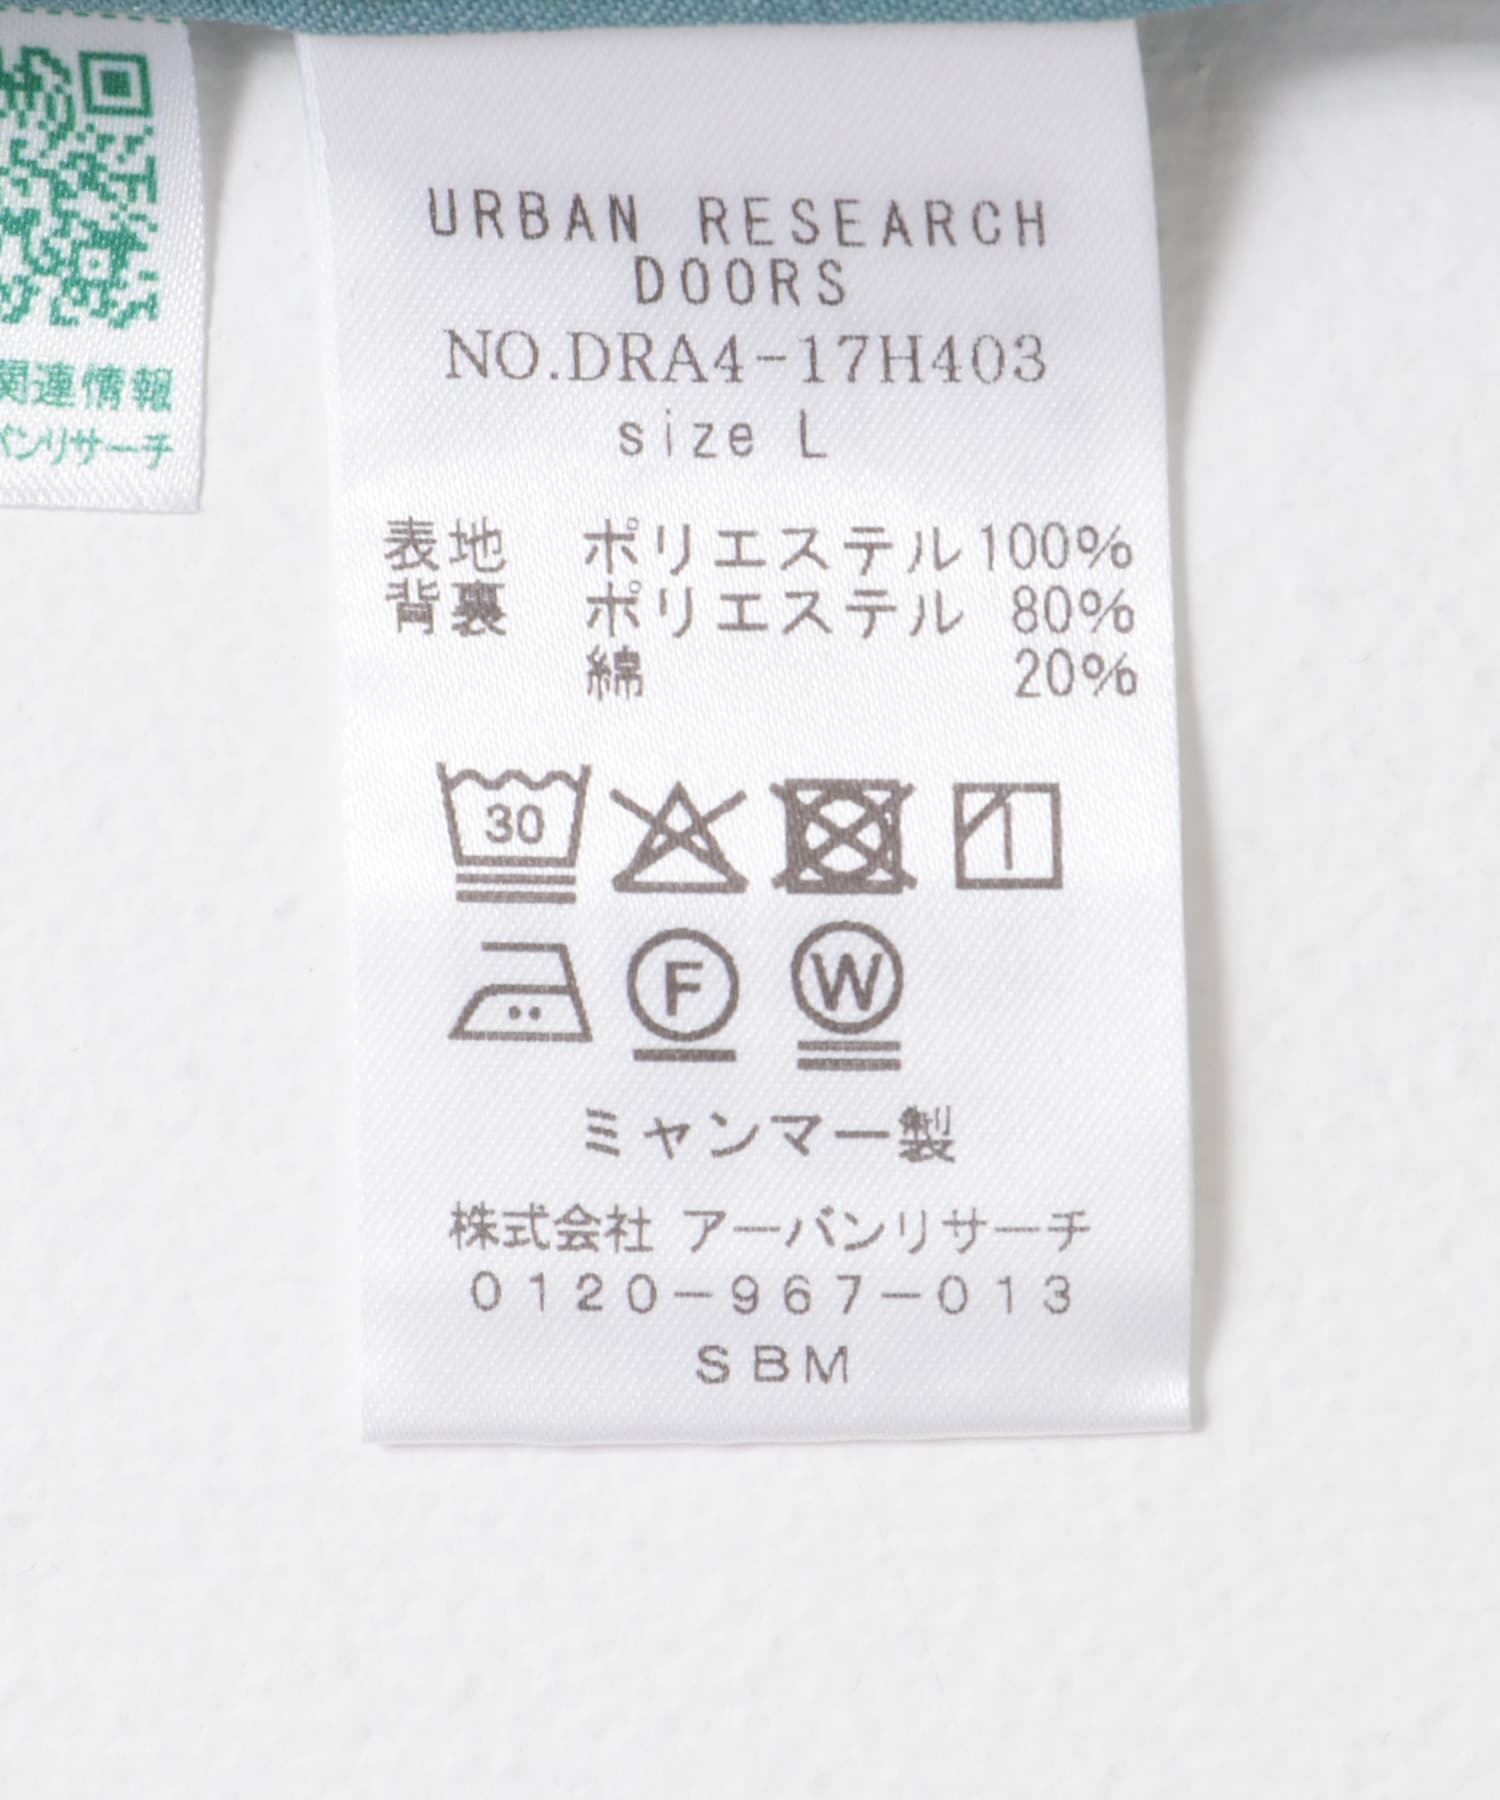 関連情報
バンリサーチ
URBAN RESEARCH
DOORS
NO.DRA4-17H403
size L
表地 ポリエステル100%
背裏 ポリエステル 80%
綿 20%
30
F
W
ミャンマー製
株式会社 アーバンリサーチ
0120-967-013
SBM